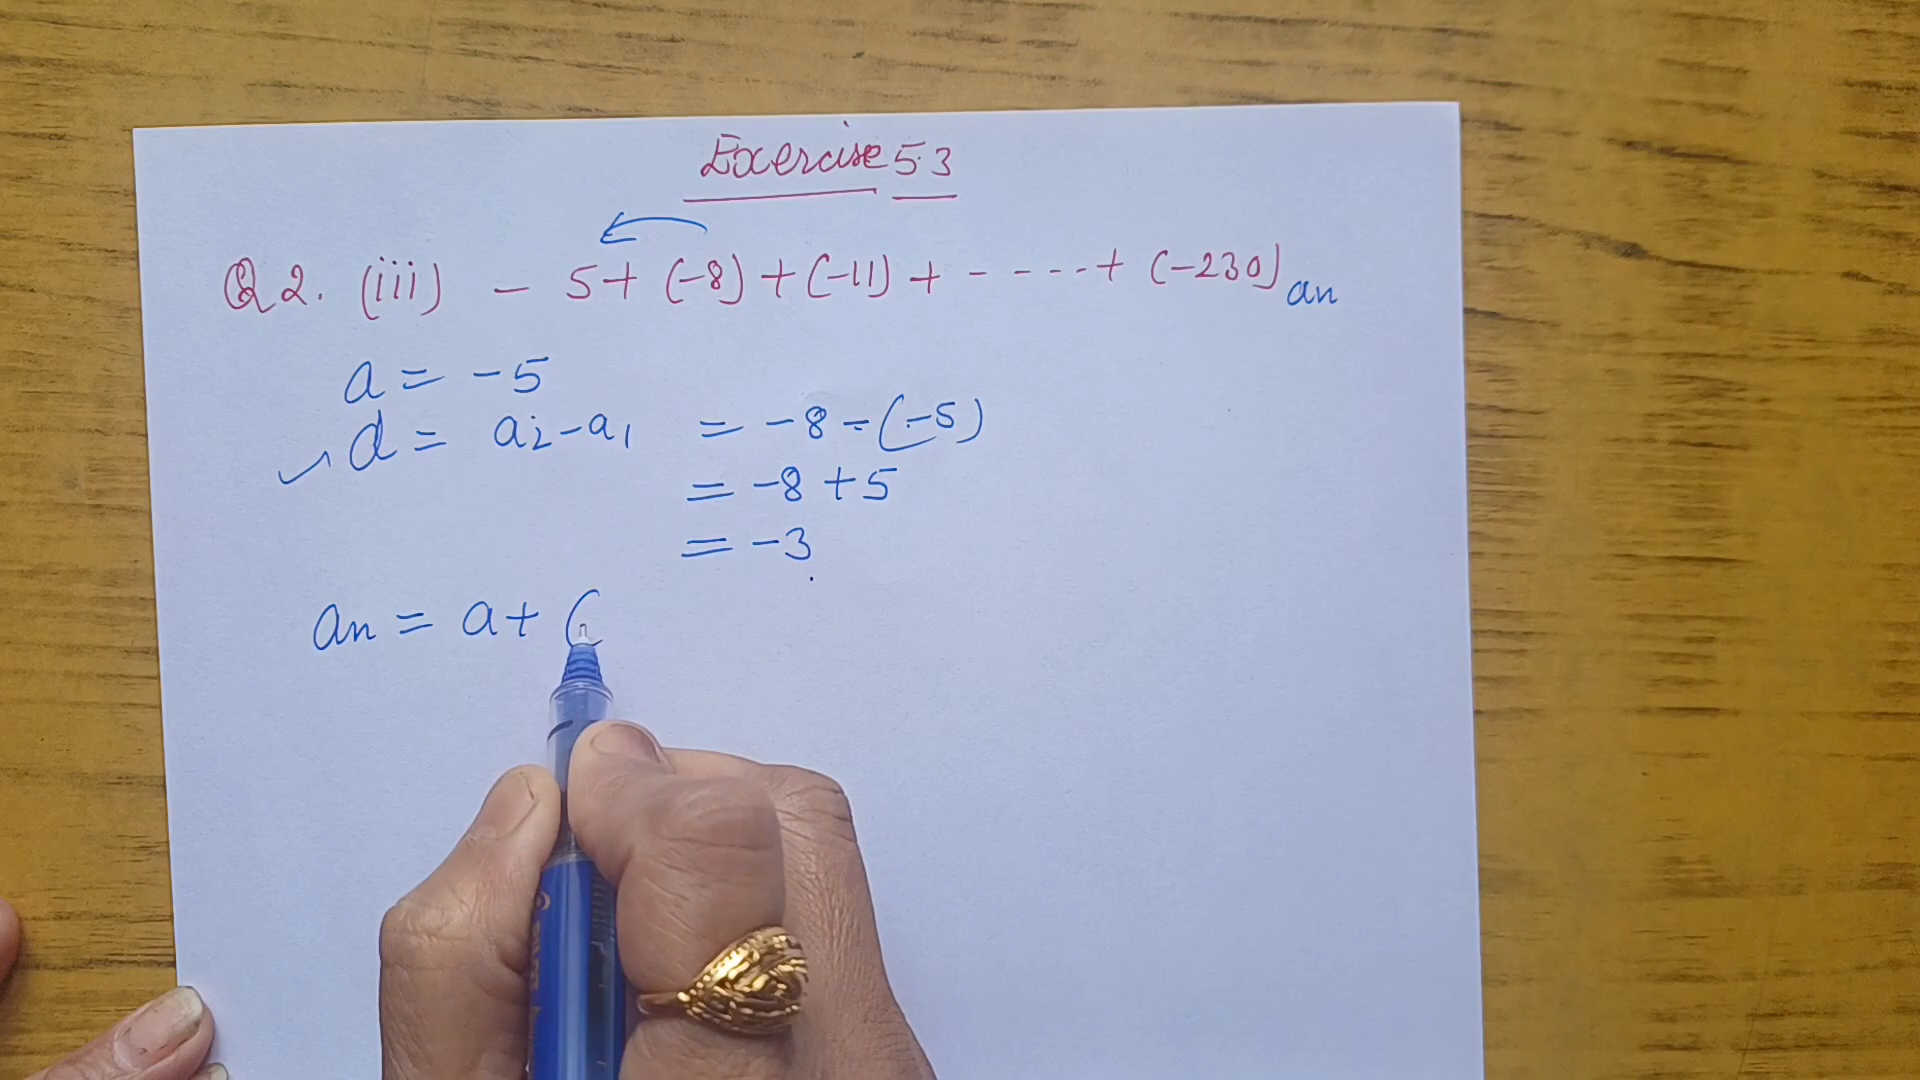 Exercise 5.3
Q2. (iii) - 5 + (-8) + (-11) + - - - - - + (-230) an
a = -5
d = a2 - a1 = -8 - (-5)
= -8 + 5
= -3
an = a + (